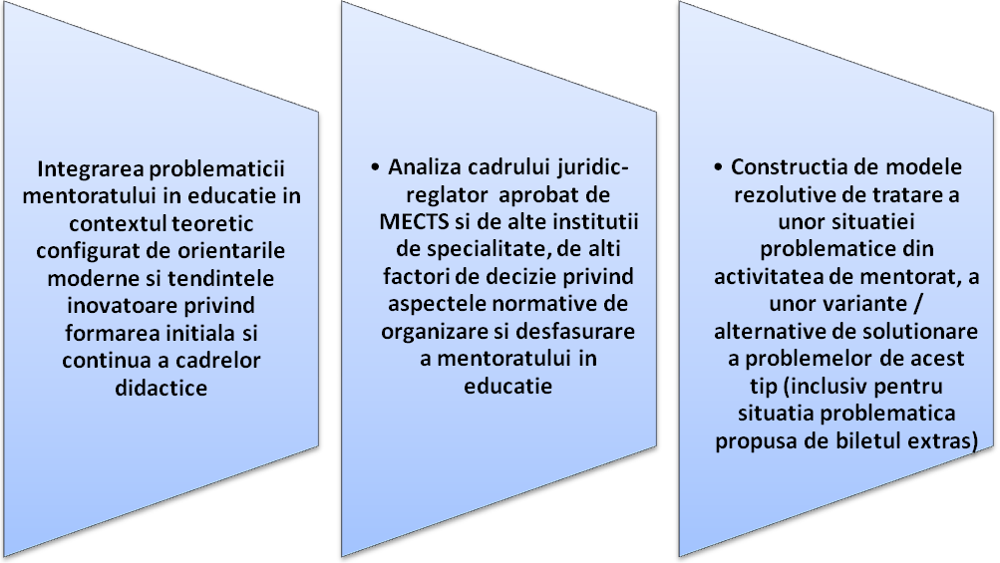 Integrarea problematicii
mentoratului in educatie in
contextul teoretic
configurat de orientarile
moderne si tendintele
inovatoare privind
formarea initiala si
continua a cadrelor
didactice
• Analiza cadrului juridic-
reglator aprobat de
MECTS si de alte institutii
de specialitate, de alti
factori de decizie privind
aspectele normative de
organizare si desfasurare
a mentoratului in
educatie
• Constructia de modele
rezolutive de tratare a
unor situatiei
problematice din
activitatea de mentorat, a
unor variante /
alternative de solutionare
a problemelor de acest
tip (inclusiv pentru
situatia problematica
propusa de biletul extras)